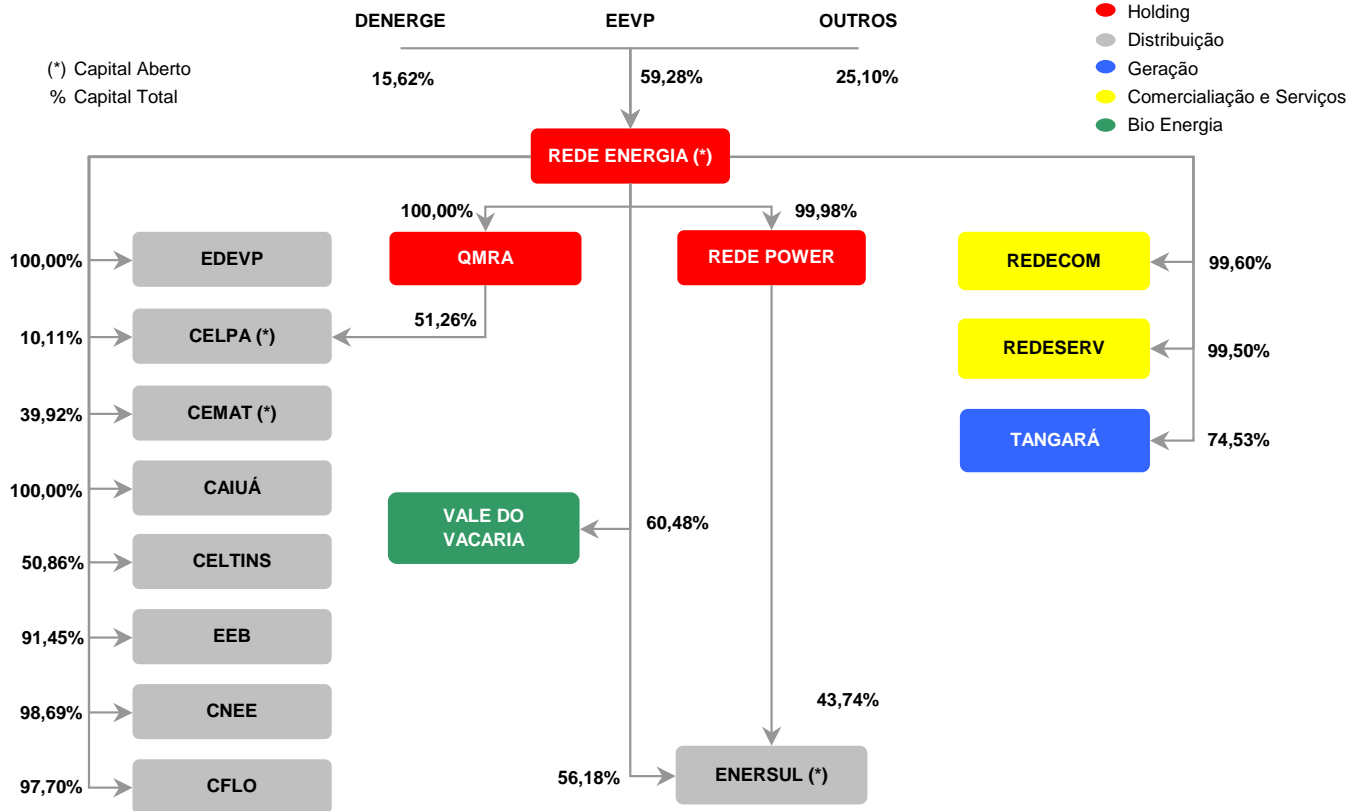 DENERGE
EEVP
OUTROS
Holding
Distribuição
Geração
Comercialiação e Serviços
Bio Energia
(*) Capital Aberto
% Capital Total
15,62%
59,28%
25,10%
REDE ENERGIA (*)
100,00%
99,98%
100,00%
EDEVP
QMRA
REDE POWER
REDECOM
99,60%
51,26%
10,11%
CELPA (*)
REDESERV
99,50%
39,92%
CEMAT (*)
TANGARÁ
74,53%
100,00%
CAIUÁ
VALE DO
VACARIA
60,48%
50,86%
CELTINS
91,45%
EEB
98,69%
CNEE
43,74%
97,70%
CFLO
56,18%
ENERSUL (*)